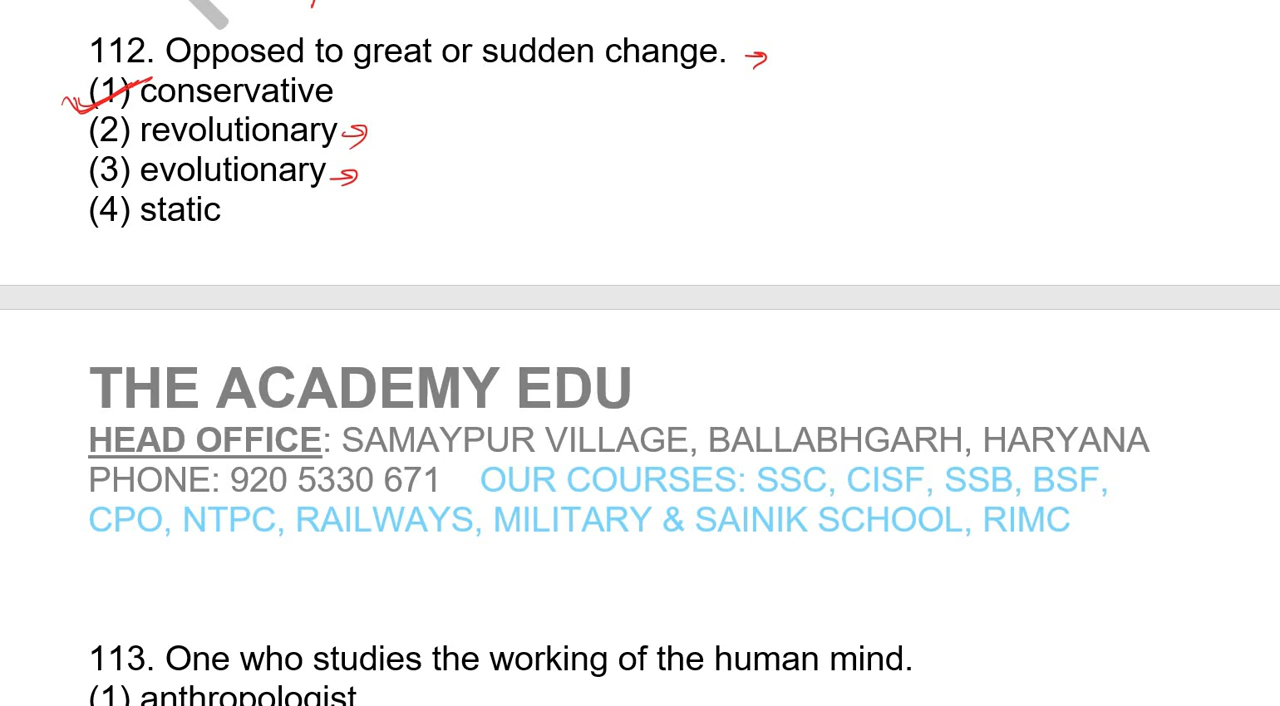 112. Opposed to great or sudden change.
(1) conservative
(2) revolutionary
(3) evolutionary
(4) static
THE ACADEMY EDU
HEAD OFFICE: SAMAYPUR VILLAGE, BALLABHGARH, HARYANA
PHONE: 920 5330 671 OUR COURSES: SSC, CISF, SSB, BSF,
CPO, NTPC, RAILWAYS, MILITARY & SAINIK SCHOOL, RIMC
113. One who studies the working of the human mind.
(1) anthropologist